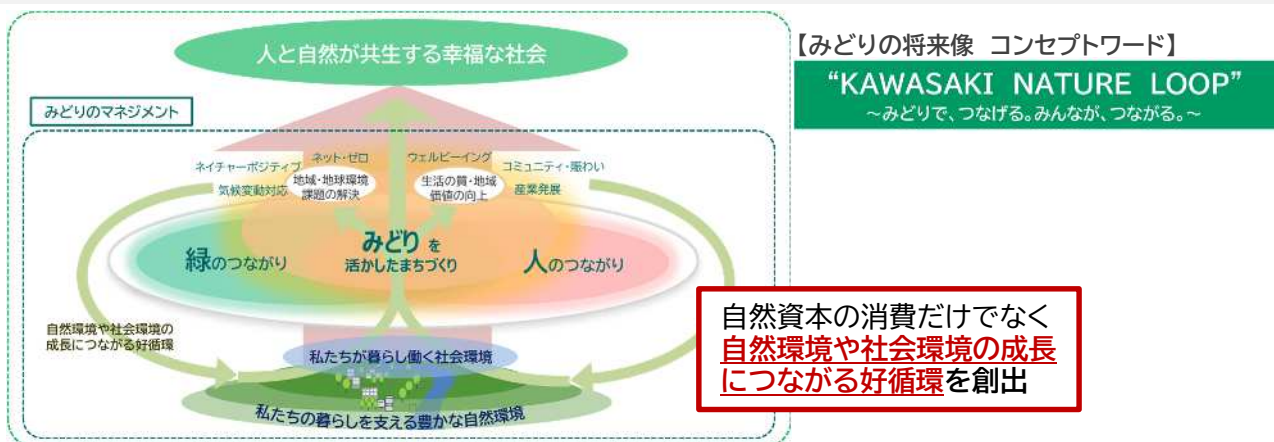 人と自然が共生する幸福な社会
【みどりの将来像 コンセプトワード】
“KAWASAKI NATURE LOOP”
～みどりで、つなげる。みんなが、つながる。～
みどりのマネジメント
ネイチャーポジティブ
ネット・ゼロ
ウェルビーイング
コミュニティ・賑わい
気候変動対応
地域・地球環境
課題の解決
生活の質・地域
価値の向上
産業発展
緑のつながり
みどりを
活かしたまちづくり
人のつながり
自然環境や社会環境の
成長につながる好循環
私たちが暮らし働く社会環境
私たちの暮らしを支える豊かな自然環境
自然資本の消費だけでなく
自然環境や社会環境の成長
につながる好循環を創出